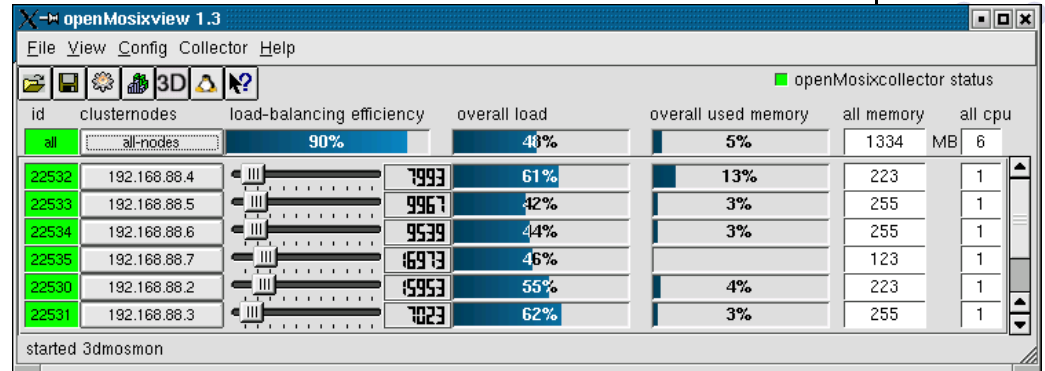 openMosixview 1.3
File View Config Collector Help
3D openMosixcollector status
id clusternodes load-balancing efficiency overall load overall used memory all memory all cpu
all all-nodes 90% 48% 5% 1334 MB 6
22532 192.168.88.4 7993 61% 13% 223 1
22533 192.168.88.5 9967 42% 3% 255 1
22534 192.168.88.6 9539 44% 3% 255 1
22535 192.168.88.7 16973 46% 123 1
22530 192.168.88.2 15953 55% 4% 223 1
22531 192.168.88.3 7023 62% 3% 255 1
started 3dmosmon